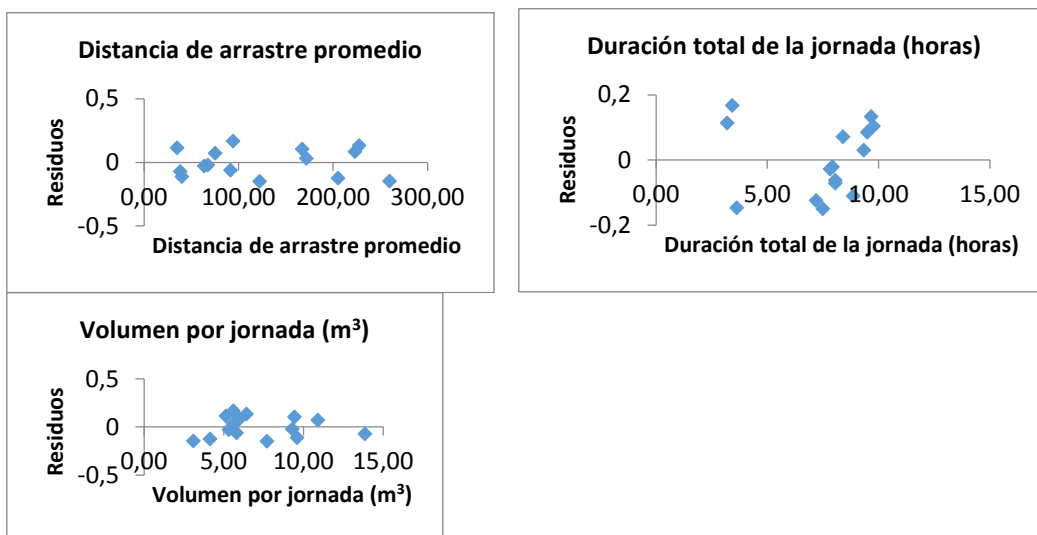 Distancia de arrastre promedio
0,5
0
-0,5
Residuos
0,00 100,00 200,00 300,00
Distancia de arrastre promedio
Duración total de la jornada (horas)
0,2
0
-0,2
Residuos
0,00 5,00 10,00 15,00
Duración total de la jornada (horas)
Volumen por jornada (m³)
0,5
0
-0,5
Residuos
0,00 5,00 10,00 15,00
Volumen por jornada (m³)